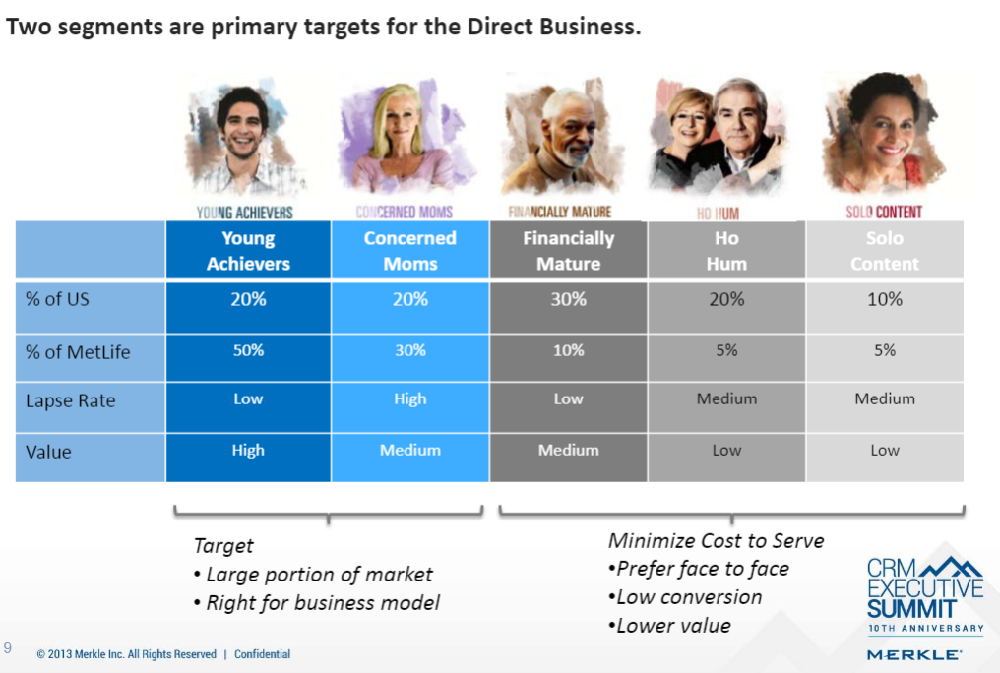 Two segments are primary targets for the Direct Business.
YOUNG ACHIEVERS
CONCERNED MOMS
FINANCIALLY MATURE
HO HUM
SOLO CONTENT
Young Achievers
Concerned Moms
Financially Mature
Ho Hum
Solo Content
% of US 20% 20% 30% 20% 10%
% of MetLife 50% 30% 10% 5% 5%
Lapse Rate Low High Low Medium Medium
Value High Medium Medium Low Low
Target
• Large portion of market
• Right for business model
Minimize Cost to Serve
•Prefer face to face
•Low conversion
•Lower value
CRM
EXECUTIVE
SUMMIT
10TH ANNIVERSARY
MERKLE
9
© 2013 Merkle Inc. All Rights Reserved | Confidential